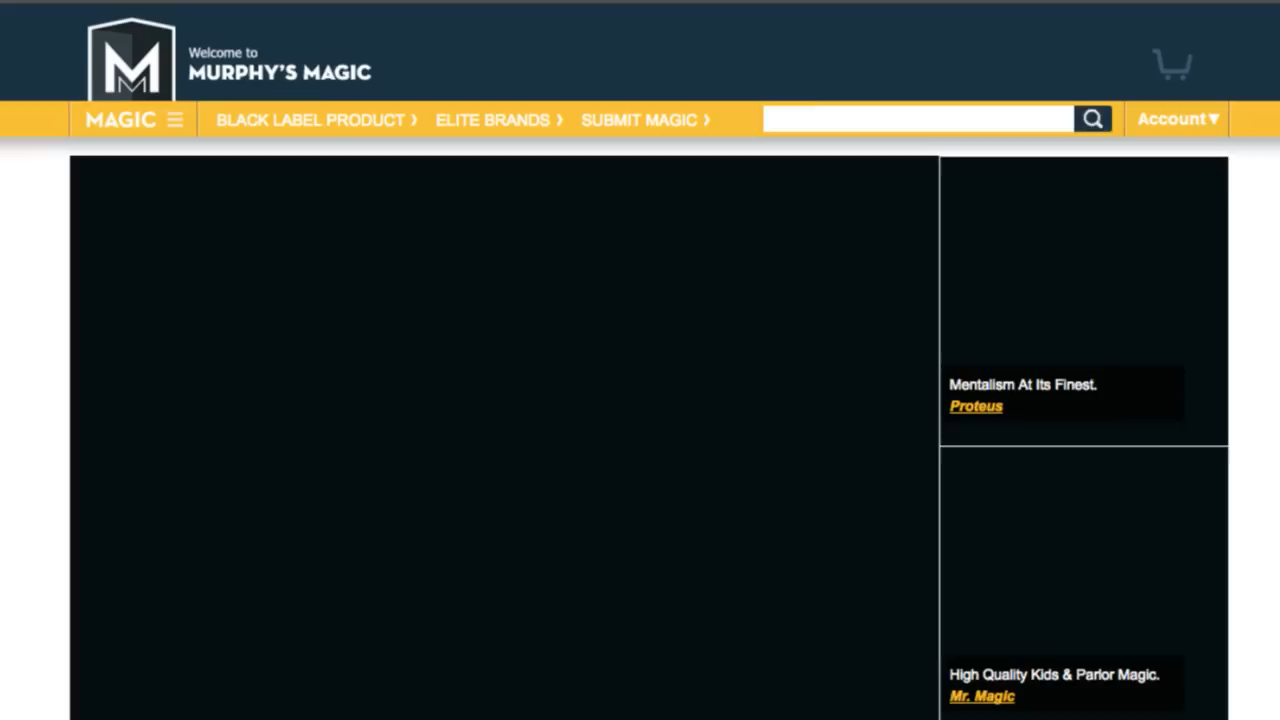 Welcome to
MURPHY'S MAGIC
MAGIC
BLACK LABEL PRODUCT › ELITE BRANDS › SUBMIT MAGIC ›
Account▼
Mentalism At Its Finest.
Proteus
High Quality Kids & Parlor Magic.
Mr. Magic